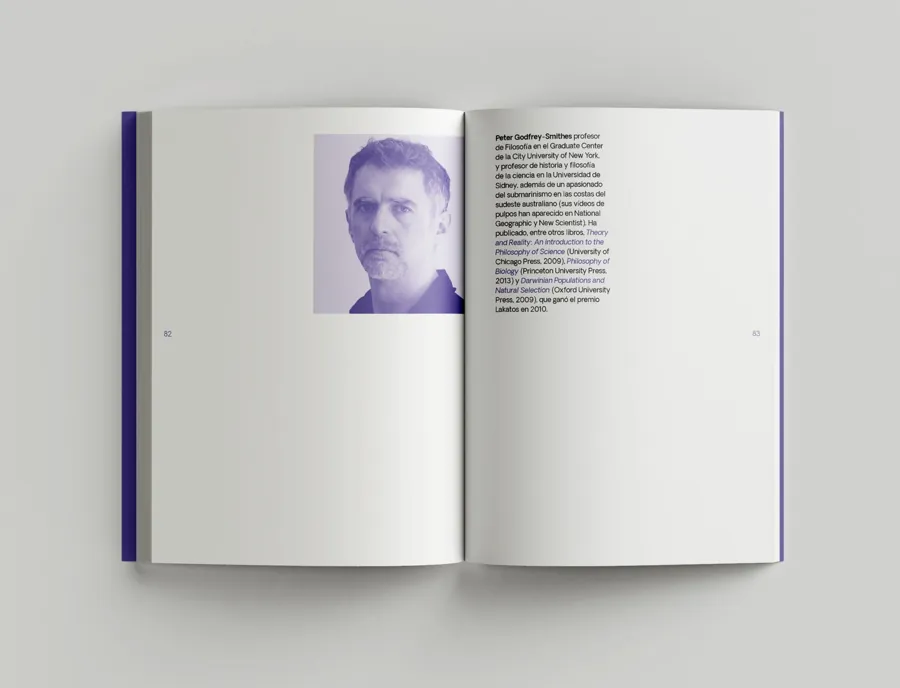 Peter Godfrey-Smithes profesor
de Filosofía en el Graduate Center
de la City University of New York,
y profesor de historia y filosofía
de la ciencia en la Universidad de
Sidney, además de un apasionado
del submarinismo en las costas del
sudeste australiano (sus vídeos de
pulpos han aparecido en National
Geographic y New Scientist). Ha
publicado, entre otros libros, Theory
and Reality: An Introduction to the
Philosophy of Science (University of
Chicago Press, 2009), Philosophy of
Biology (Princeton University Press,
2013) y Darwinian Populations and
Natural Selection (Oxford University
Press, 2009), que ganó el premio
Lakatos en 2010.
82
83